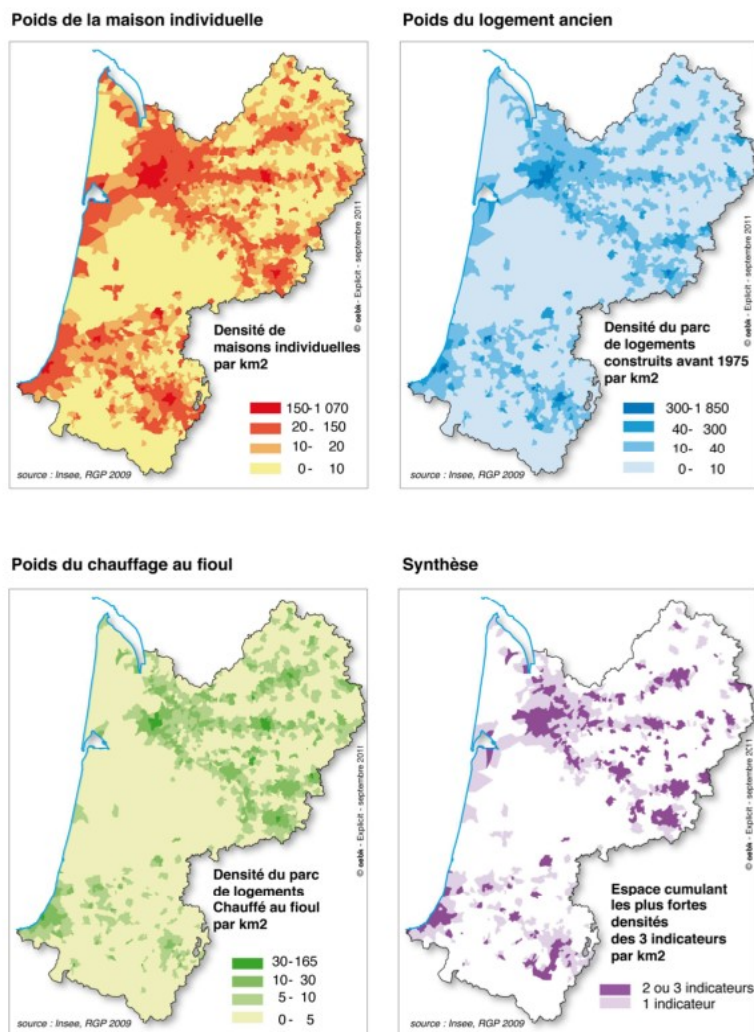 Poids de la maison individuelle
Densité de
maisons individuelles
par km2
150-1 070
20- 150
10- 20
0- 10
source : Insee, RGP 2009
© oebk - Explicit - septembre 2011
Poids du logement ancien
Densité du parc
de logements
construits avant 1975
par km2
300-1 850
40- 300
10- 40
0- 10
source : Insee, RGP 2009
© oebk - Explicit - septembre 2011
Poids du chauffage au fioul
Densité du parc
de logements
Chauffé au fioul
par km2
30-165
10- 30
5- 10
0- 5
source : Insee, RGP 2009
© oebk - Explicit - septembre 2011
Synthèse
Espace cumulant
les plus fortes
densités
des 3 indicateurs
par km2
2 ou 3 indicateurs
1 indicateur
source : Insee, RGP 2009
© oebk - Explicit - septembre 2011